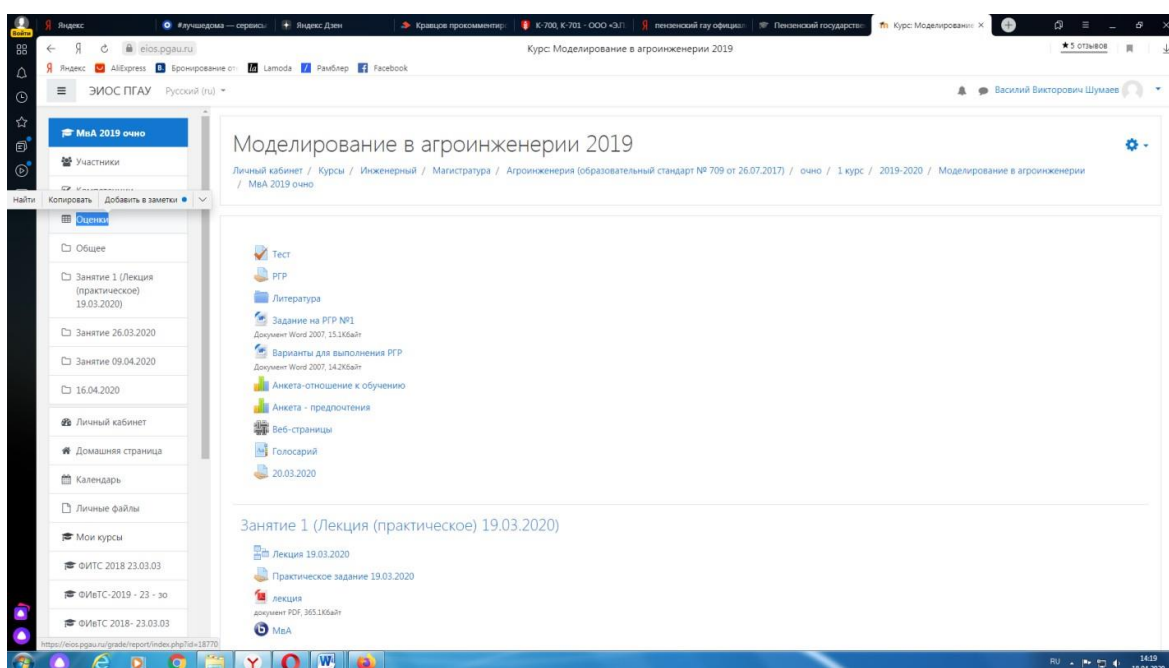 Войти
Яндекс
#лучшедома — сервисы
Яндекс Дзен
Кравцов прокомментир
К-700, К-701 - ООО «Э.П
пензенский гау официал
Пензенский государстве
Курс: Моделирование
eios.pgau.ru
Курс: Моделирование в агроинженерии 2019
★5 отзывов
Яндекс
AliExpress
Бронирование от
Lamoda
Рамблер
Facebook
ЭИОС ПГАУ
Русский (ru)
Василий Викторович Шумаев
МвА 2019 очно
Участники
Компетенции
Найти
Копировать
Добавить в заметки
Оценки
Общее
Занятие 1 (Лекция
(практическое)
19.03.2020)
Занятие 26.03.2020
Занятие 09.04.2020
16.04.2020
Личный кабинет
Домашняя страница
Календарь
Личные файлы
Мои курсы
ФИТС 2018 23.03.03
ФИвТС-2019 - 23 - зо
ФИвТС 2018- 23.03.03
https://eios.pgau.ru/grade/report/index.php?id=18770
Моделирование в агроинженерии 2019
Личный кабинет / Курсы / Инженерный / Магистратура / Агроинженерия (образовательный стандарт № 709 от 26.07.2017) / очно / 1 курс / 2019-2020 / Моделирование в агроинженерии
/ МвА 2019 очно
Тест
РГР
Литература
Задание на РГР №1
Документ Word 2007, 15.1Кбайт
Варианты для выполнения РГР
Документ Word 2007, 14.2Кбайт
Анкета-отношение к обучению
Анкета - предпочтения
Веб-страницы
Голосарий
20.03.2020
Занятие 1 (Лекция (практическое) 19.03.2020)
Лекция 19.03.2020
Практическое задание 19.03.2020
лекция
документ PDF, 365.1Кбайт
МвА
RU
14:19